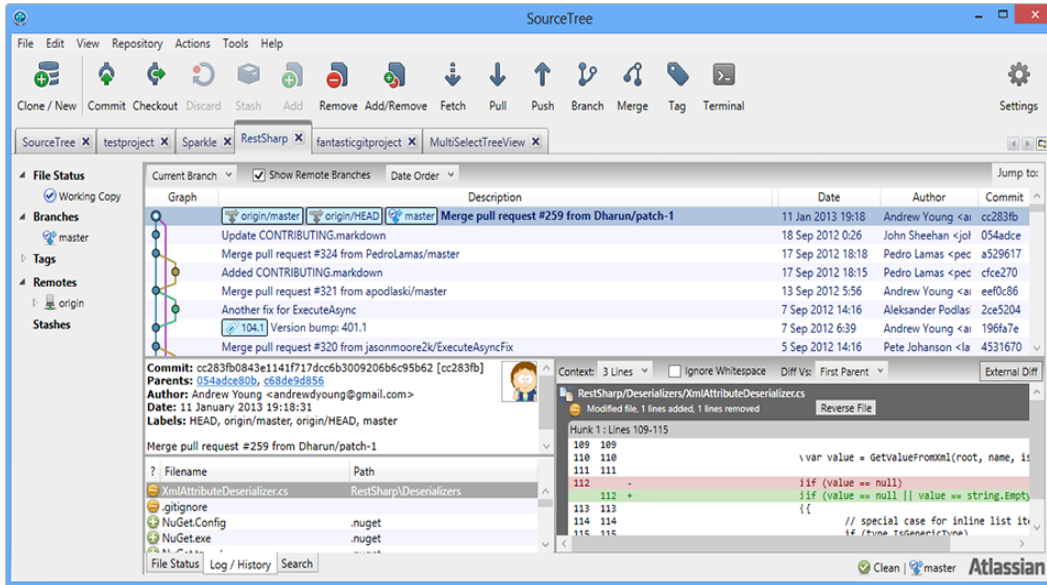 SourceTree
File Edit View Repository Actions Tools Help
Clone / New Commit Checkout Discard Stash Add Remove Add/Remove Fetch Pull Push Branch Merge Tag Terminal Settings
SourceTree testproject Sparkle RestSharp fantasticgitproject MultiSelectTreeView
File Status
Working Copy
Branches
master
Tags
Remotes
origin
Stashes
Current Branch Show Remote Branches Date Order Jump to:
Graph Description Date Author Commit
origin/master origin/HEAD master Merge pull request #259 from Dharun/patch-1 11 Jan 2013 19:18 Andrew Young <ai cc283fb
Update CONTRIBUTING.markdown 18 Sep 2012 0:26 John Sheehan <joł 054adce
Merge pull request #324 from PedroLamas/master 17 Sep 2012 18:18 Pedro Lamas <ped a529617
Added CONTRIBUTING.markdown 17 Sep 2012 18:15 Pedro Lamas <ped cfce270
Merge pull request #321 from apodlaski/master 13 Sep 2012 5:56 Andrew Young <ai eef0c86
Another fix for ExecuteAsync 7 Sep 2012 14:16 Aleksander Podlas 2ce5204
104.1 Version bump: 401.1 7 Sep 2012 6:39 Andrew Young <ai 196fa7e
Merge pull request #320 from jasonmoore2k/ExecuteAsyncFix 5 Sep 2012 14:16 Pete Johanson <la 4531670
Commit: cc283fb0843e1141f717dcc6b3009206b6c95b62 [cc283fb]
Parents: 054adce80b, c68de9d856
Author: Andrew Young <andrewdyoung@gmail.com>
Date: 11 January 2013 19:18:31
Labels: HEAD, origin/master, origin/HEAD, master
Merge pull request #259 from Dharun/patch-1
? Filename Path
XmlAttributeDeserializer.cs RestSharp\Deserializers
.gitignore
NuGet.Config .nuget
NuGet.exe .nuget
File Status Log / History Search
Context: 3 Lines Ignore Whitespace Diff Vs: First Parent External Diff
RestSharp/Deserializers/XmlAttributeDeserializer.cs
Modified file, 1 lines added, 1 lines removed Reverse File
Hunk 1 : Lines 109-115
109 109
110 110 var value = GetValueFromXml(root, name, is
111 111
112 - if (value == null)
112 + if (value == null || value == string.Empty
113 113 {
114 114 // special case for inline list ite
115 115 if (type.IsGenericType)
Clean master Atlassian